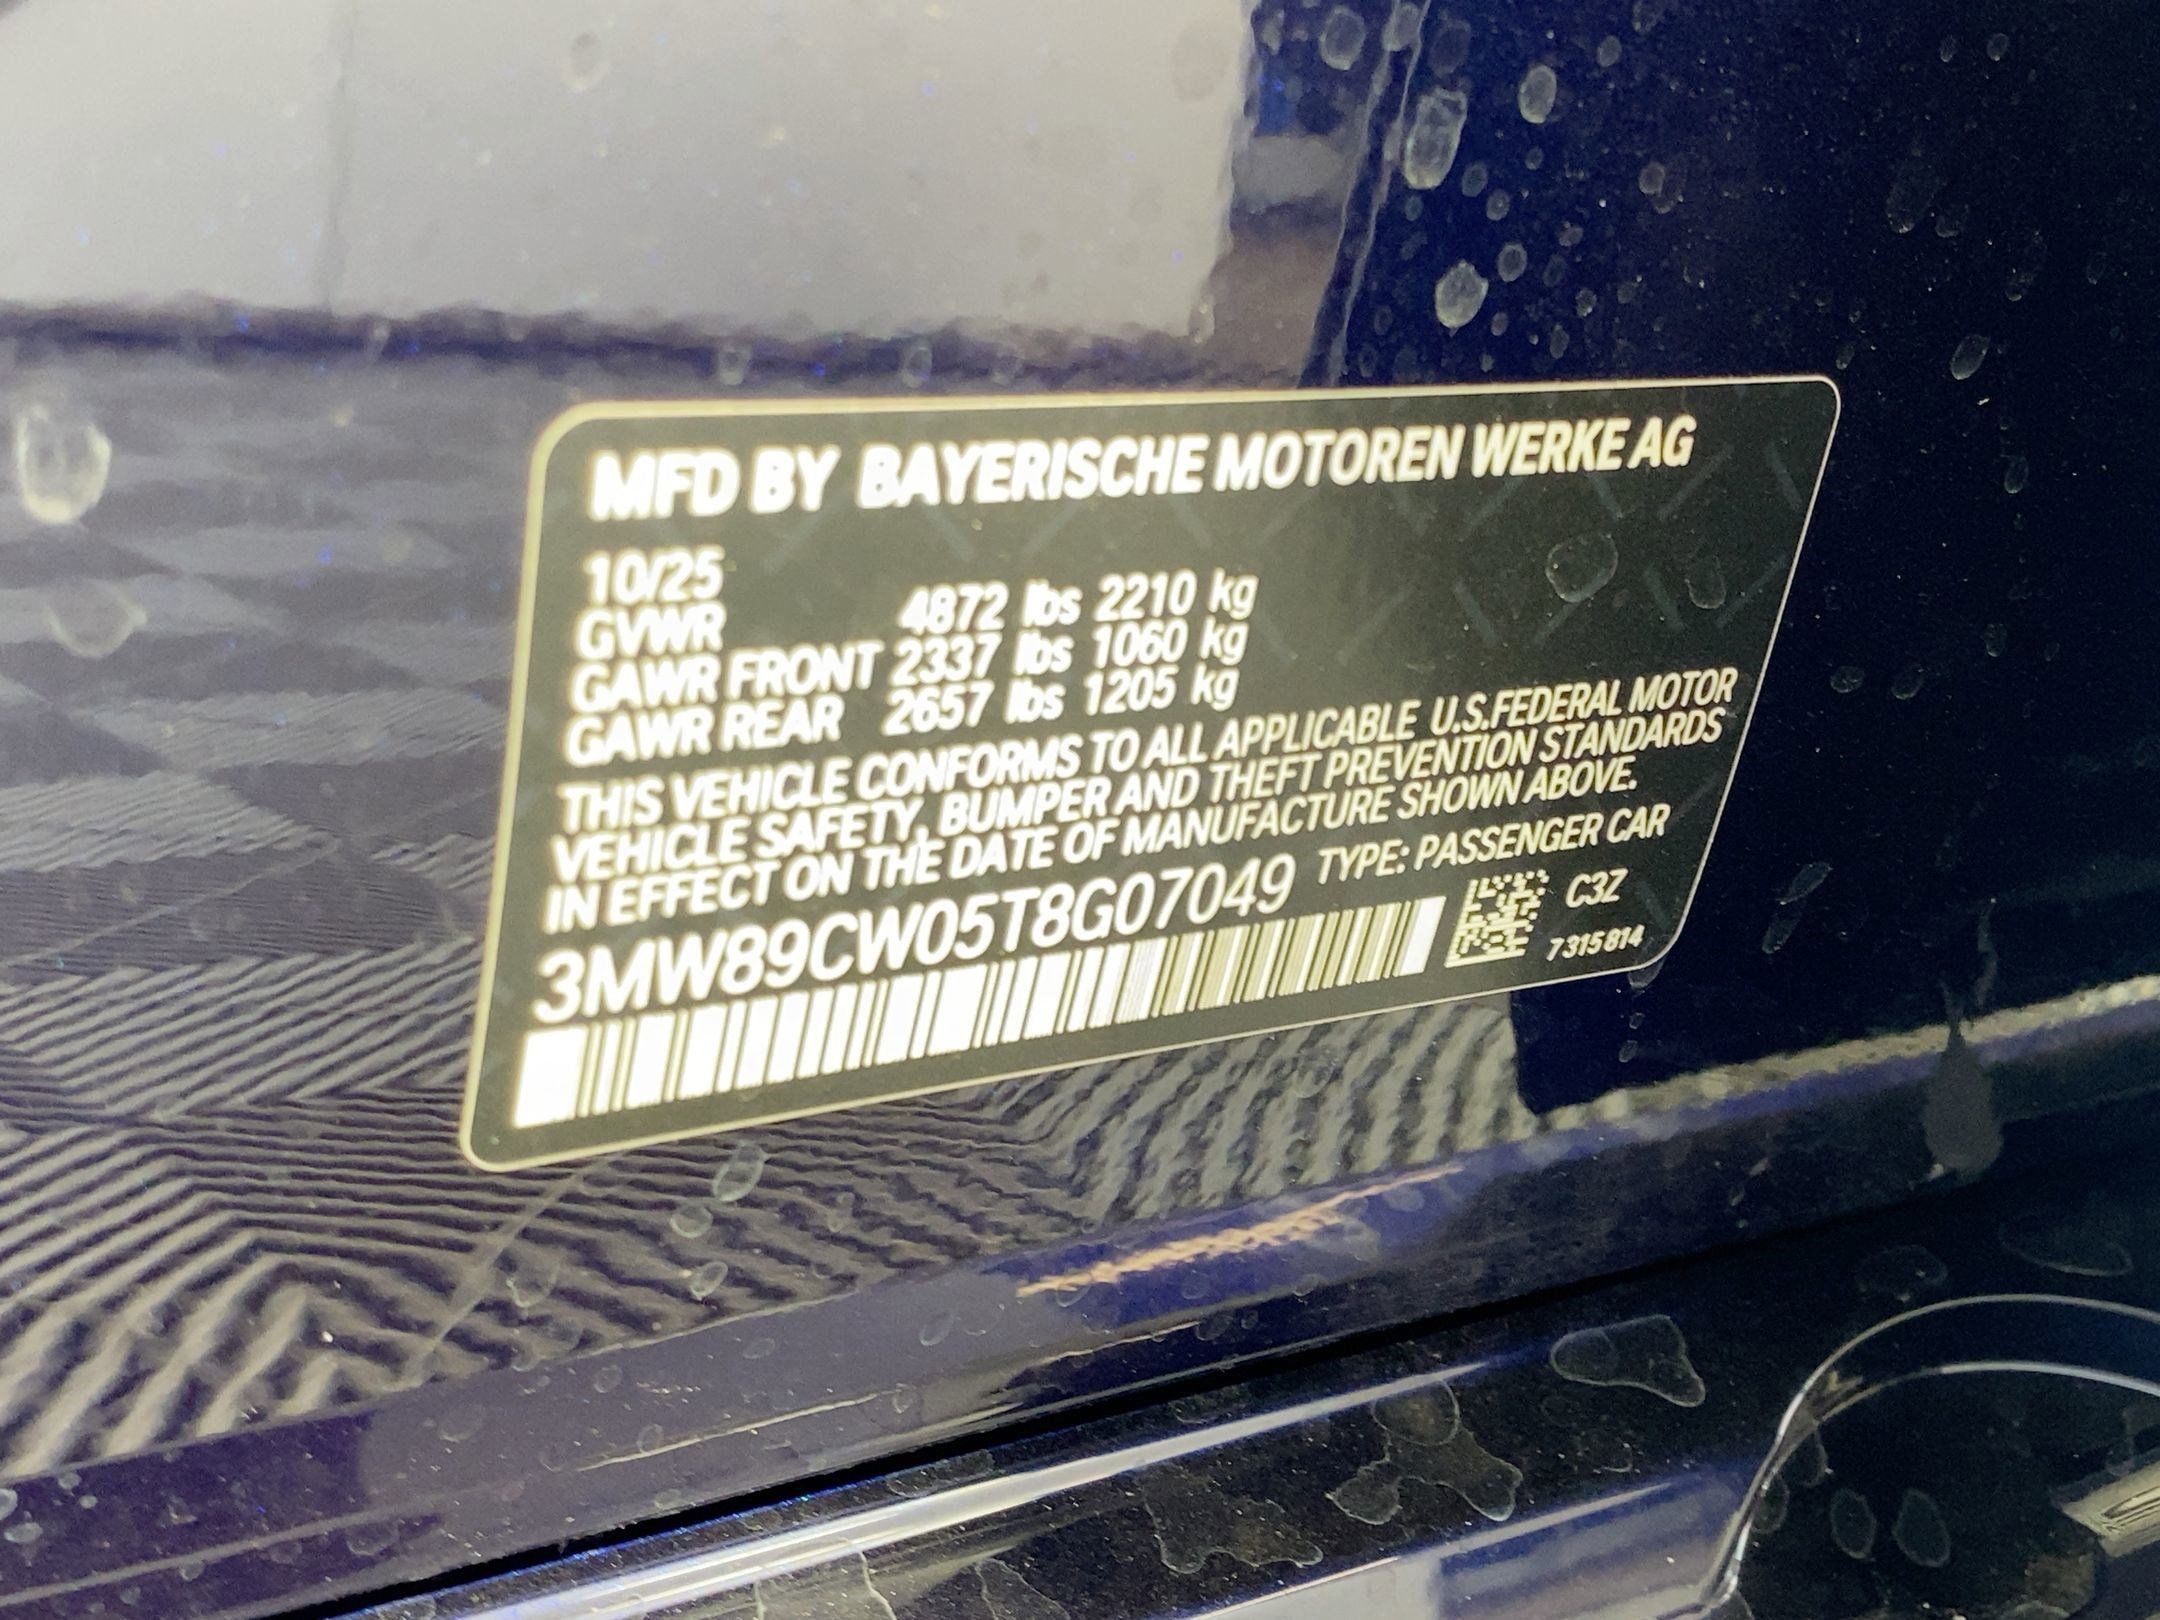 MFD BY BAYERISCHE MOTOREN WERKE AG
10/25
GVWR 4872 lbs 2210 kg
GAWR FRONT 2337 lbs 1060 kg
GAWR REAR 2657 lbs 1205 kg
THIS VEHICLE CONFORMS TO ALL APPLICABLE U.S.FEDERAL MOTOR
VEHICLE SAFETY, BUMPER AND THEFT PREVENTION STANDARDS
IN EFFECT ON THE DATE OF MANUFACTURE SHOWN ABOVE.
3MW89CW05T8G07049 TYPE: PASSENGER CAR
C3Z
7315814